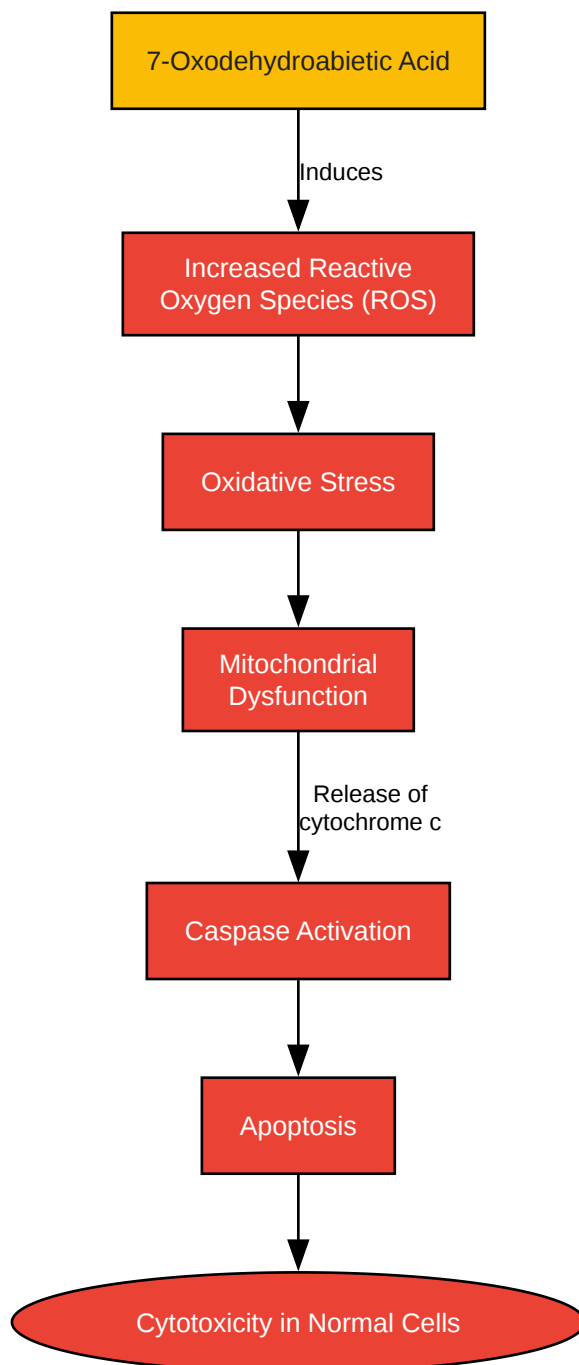 7-Oxodehydroabietic Acid
Induces
Increased Reactive
Oxygen Species (ROS)
Oxidative Stress
Mitochondrial
Dysfunction
Release of
cytochrome c
Caspase Activation
Apoptosis
Cytotoxicity in Normal Cells